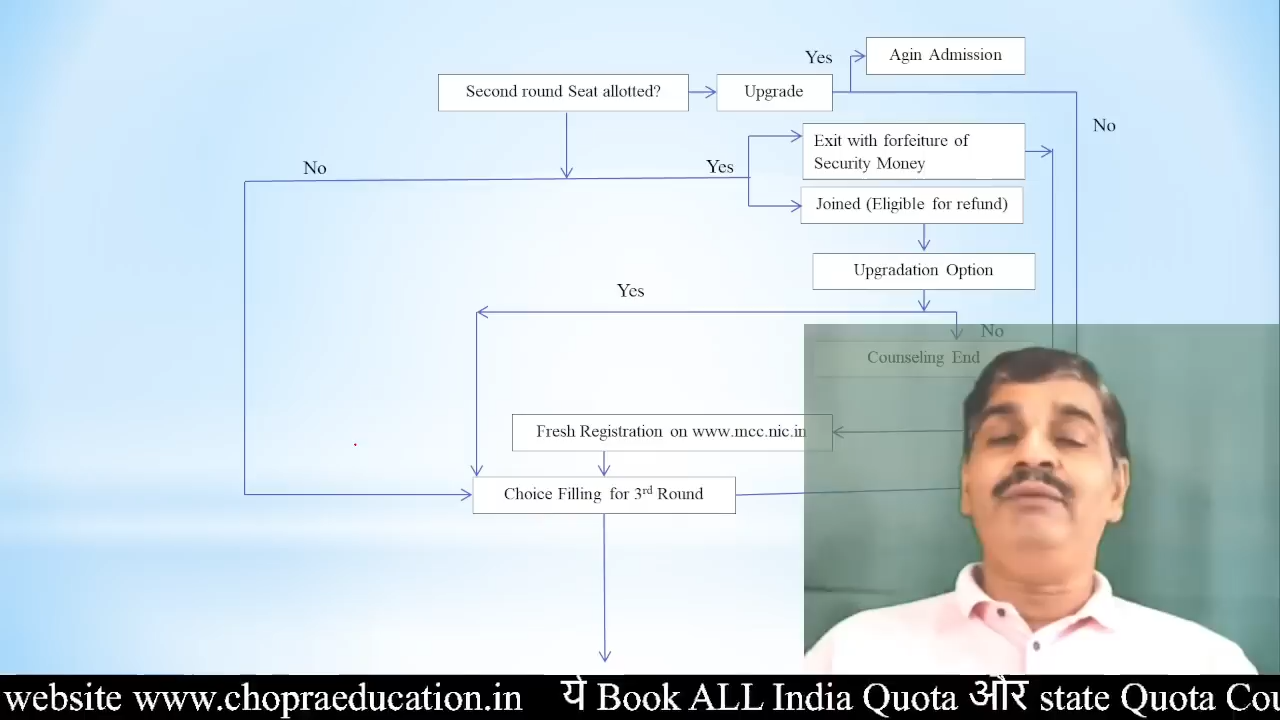 Yes
Agin Admission
Second round Seat allotted?
Upgrade
No
Exit with forfeiture of
Security Money
No
Yes
Joined (Eligible for refund)
Upgradation Option
Yes
No
Counseling End
Fresh Registration on www.mcc.nic.in
Choice Filling for 3rd Round
website www.chopraeducation.in ये Book ALL India Quota और state Quota Cou